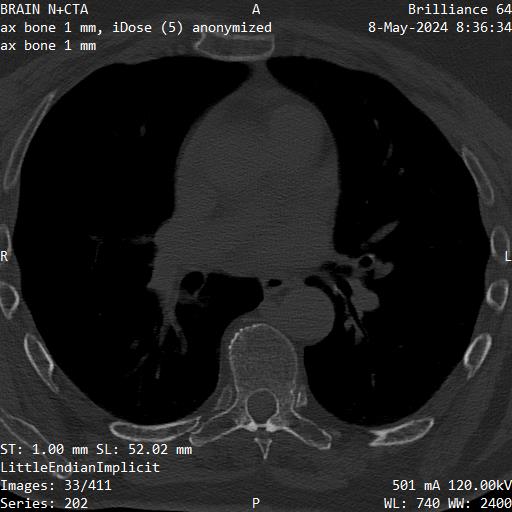 BRAIN N+CTA A Brilliance 64
ax bone 1 mm, iDose (5) anonymized 8-May-2024 8:36:34
ax bone 1 mm
R L
ST: 1.00 mm SL: 52.02 mm
LittleEndianImplicit
Images: 33/411 501 mA 120.00kV
Series: 202 P WL: 740 WW: 2400